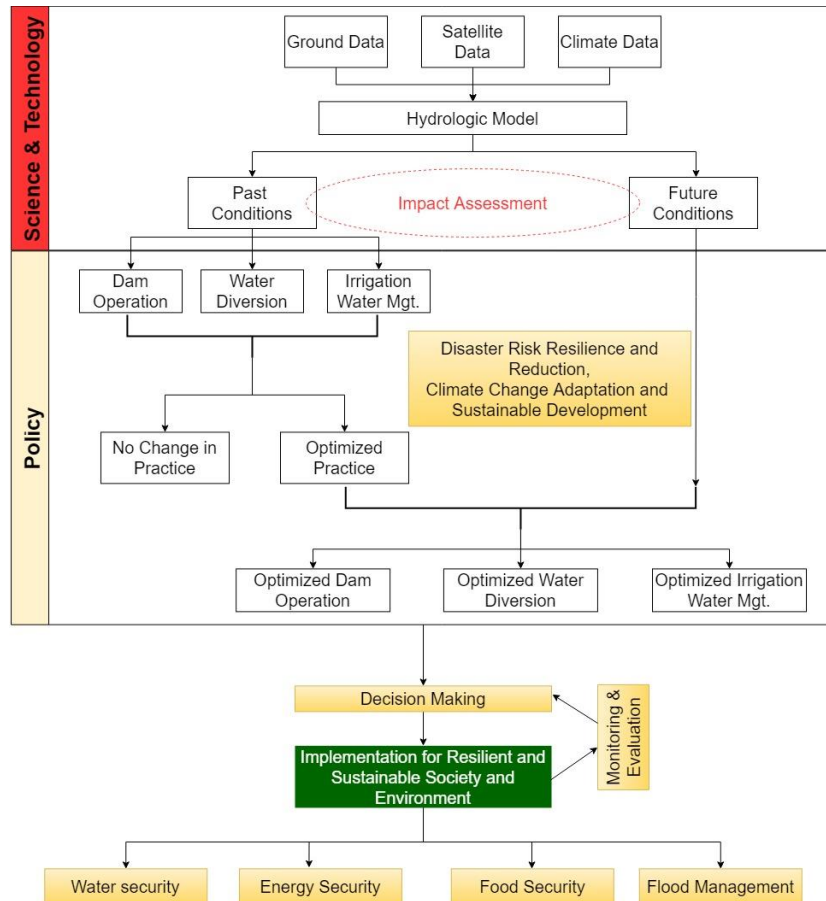 Science & Technology
Ground Data
Satellite
Data
Climate Data
Hydrologic Model
Past
Conditions
Impact Assessment
Future
Conditions
Policy
Dam
Operation
Water
Diversion
Irrigation
Water Mgt.
Disaster Risk Resilience and
Reduction,
Climate Change Adaptation and
Sustainable Development
No Change in
Practice
Optimized
Practice
Optimized Dam
Operation
Optimized Water
Diversion
Optimized Irrigation
Water Mgt.
Decision Making
Monitoring &
Evaluation
Implementation for Resilient and
Sustainable Society and
Environment
Water security
Energy Security
Food Security
Flood Management